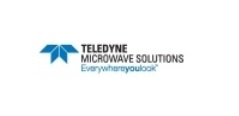 TELEDYNE
MICROWAVE SOLUTIONS
Everywhereyoulook®